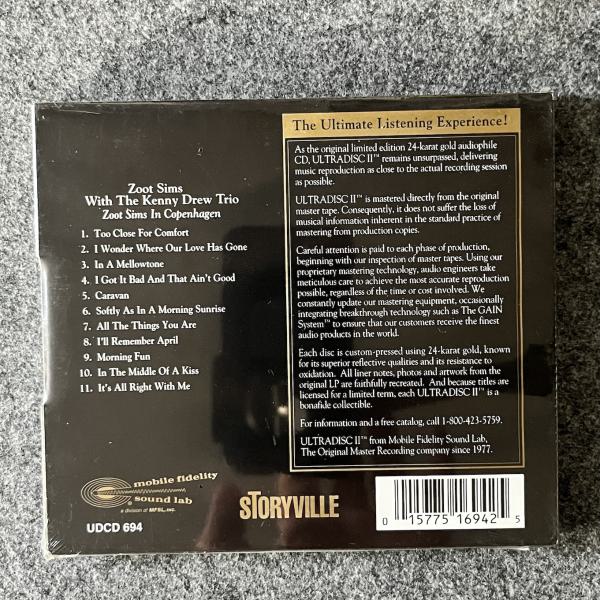 Zoot Sims
With The Kenny Drew Trio
Zoot Sims In Copenhagen
1. Too Close For Comfort
2. I Wonder Where Our Love Has Gone
3. In A Mellowtone
4. I Got It Bad And That Ain't Good
5. Caravan
6. Softly As In A Morning Sunrise
7. All The Things You Are
8. I'll Remember April
9. Morning Fun
10. In The Middle Of A Kiss
11. It's All Right With Me
The Ultimate Listening Experience!
As the original limited edition 24-karat gold audiophile
CD, ULTRADISC II™ remains unsurpassed, delivering
music reproduction as close to the actual recording session
as possible.
ULTRADISC II™ is mastered directly from the original
master tape. Consequently, it does not suffer the loss of
musical information inherent in the standard practice of
mastering from production copies.
Careful attention is paid to each phase of production,
beginning with our inspection of master tapes. Using our
proprietary mastering technology, audio engineers take
meticulous care to achieve the most accurate reproduction
possible, regardless of the time or cost involved. We
constantly update our mastering equipment, occasionally
integrating breakthrough technology such as The GAIN
System™ to ensure that our customers receive the finest
audio products in the world.
Each disc is custom-pressed using 24-karat gold, known
for its superior reflective qualities and its resistance to
oxidation. All liner notes, photos and artwork from the
original LP are faithfully recreated. And because titles are
licensed for a limited term, each ULTRADISC II™ is a
bonafide collectible.
For information and a free catalog, call 1-800-423-5759.
ULTRADISC II™ from Mobile Fidelity Sound Lab,
The Original Master Recording company since 1977.
mobile fidelity
sound lab
a division of MFSL, inc.
UDCD 694
STORYVILLE
0 15775 16942 5